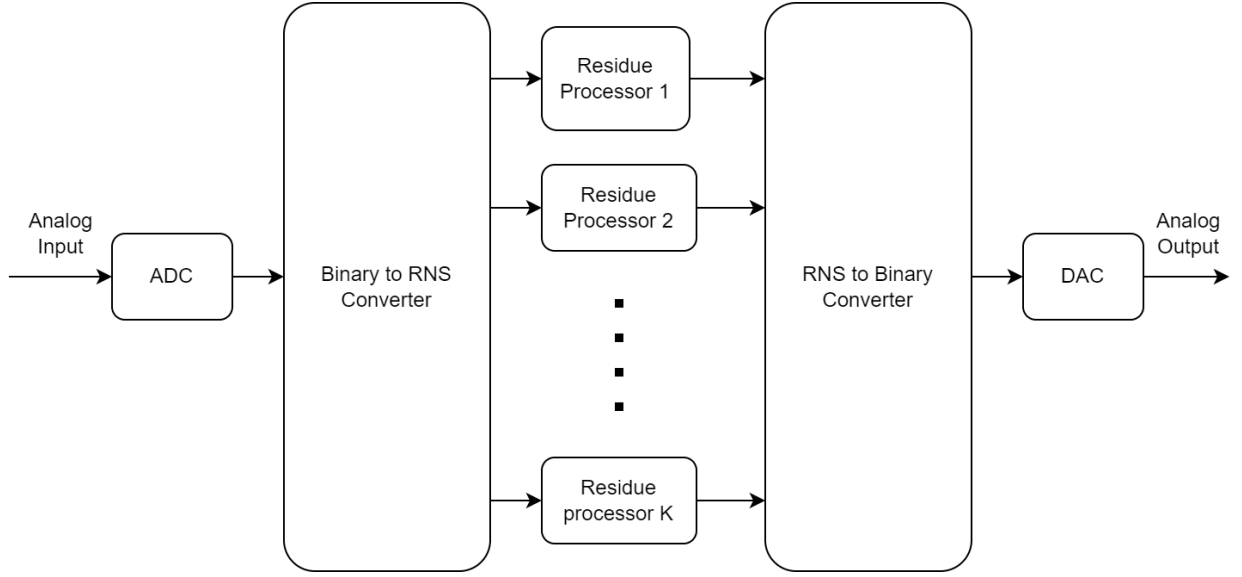 Analog
Input
ADC
Binary to RNS
Converter
Residue
Processor 1
Residue
Processor 2
Residue
processor K
RNS to Binary
Converter
DAC
Analog
Output